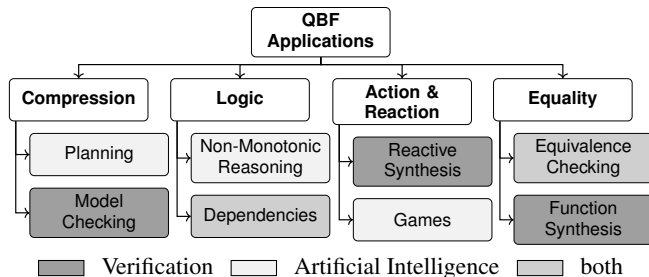 QBF
Applications
Compression
Logic
Action &
Reaction
Equality
Planning
Non-Monotonic
Reasoning
Reactive
Synthesis
Equivalence
Checking
Model
Checking
Dependencies
Games
Function
Synthesis
Verification
Artificial Intelligence
both